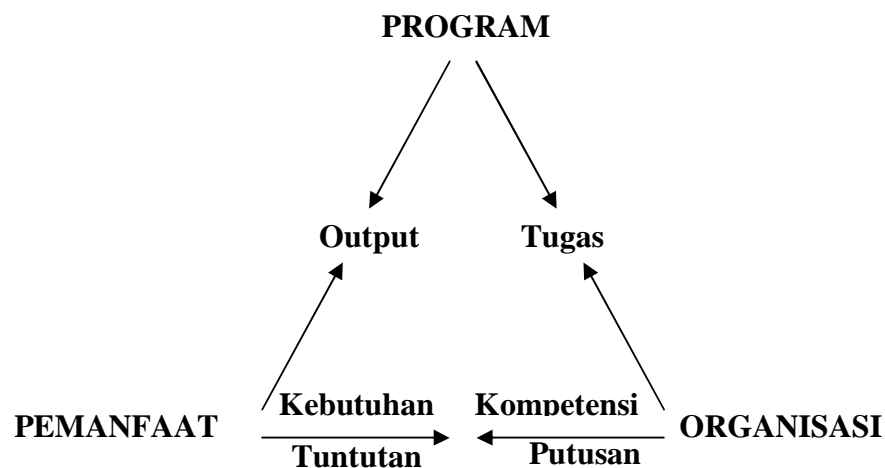 PROGRAM
Output Tugas
Kebutuhan Kompetensi
PEMANFAAT ORGANISASI
Tuntutan Putusan